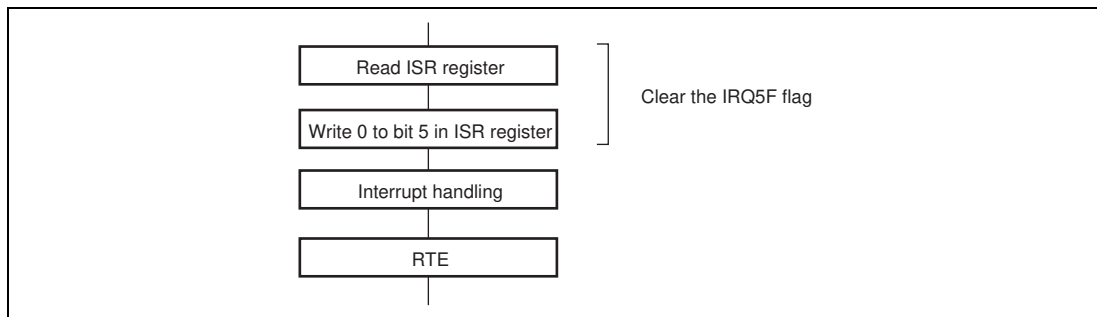 Read ISR register
Clear the IRQ5F flag
Write 0 to bit 5 in ISR register
Interrupt handling
RTE